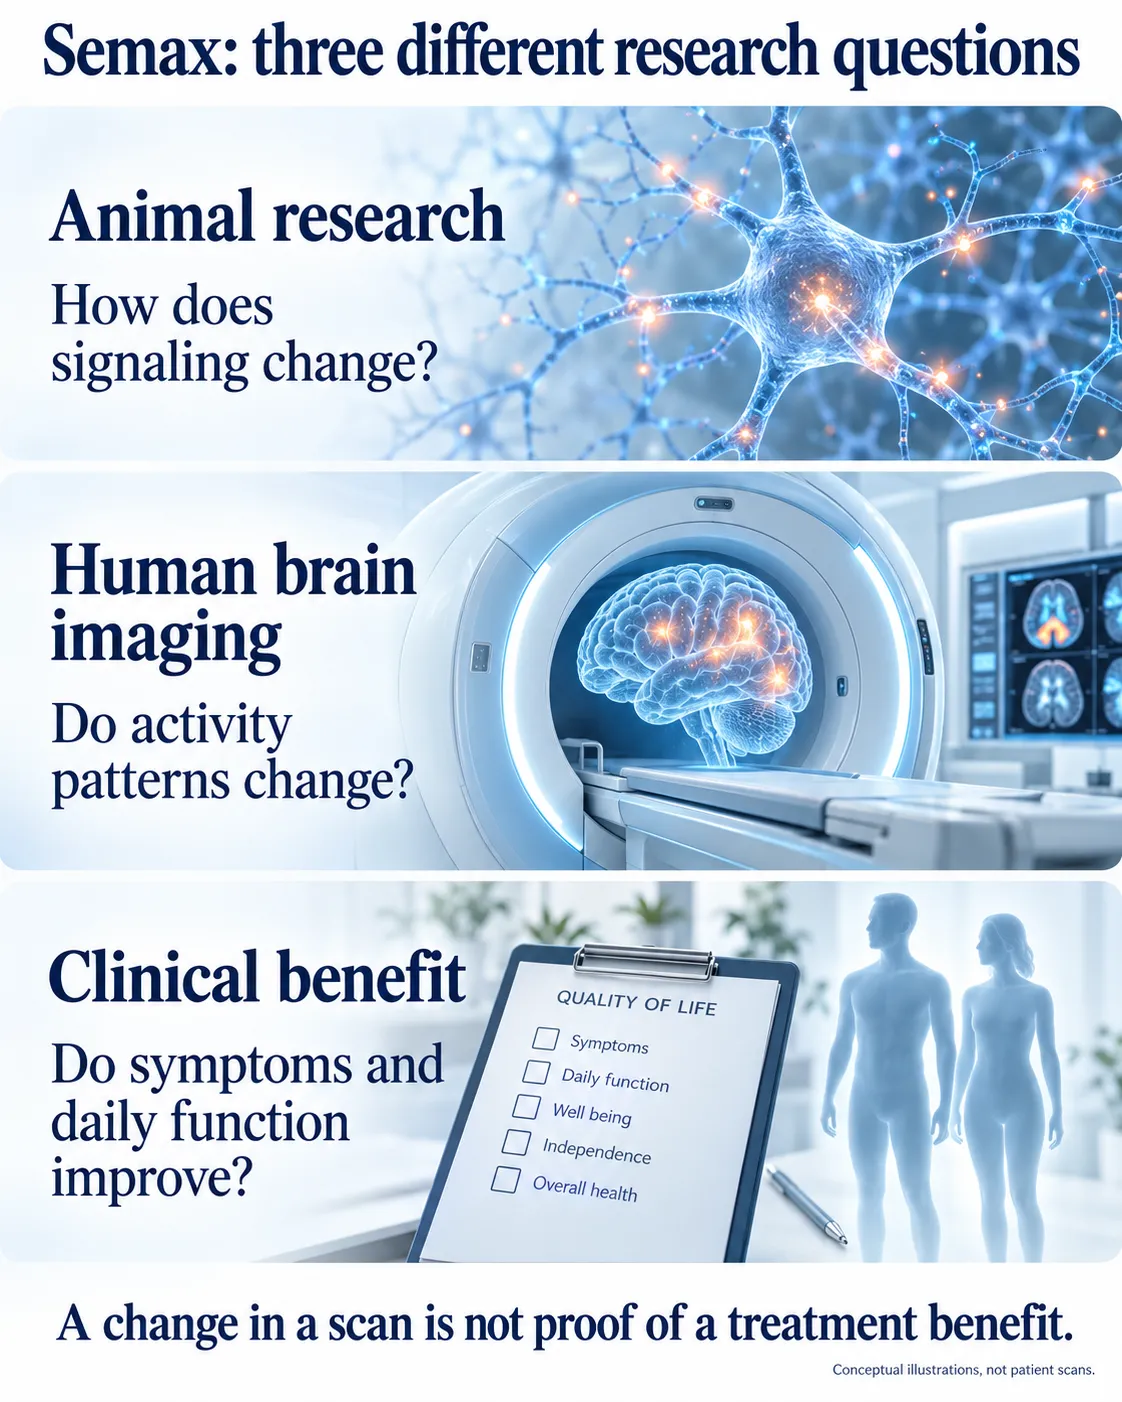 Semax: three different research questions
Animal research
How does
signaling change?
Human brain
imaging
Do activity
patterns change?
Clinical benefit
Do symptoms and
daily function
improve?
QUALITY OF LIFE
Symptoms
Daily function
Well being
Independence
Overall health
A change in a scan is not proof of a treatment benefit.
Conceptual illustrations, not patient scans.